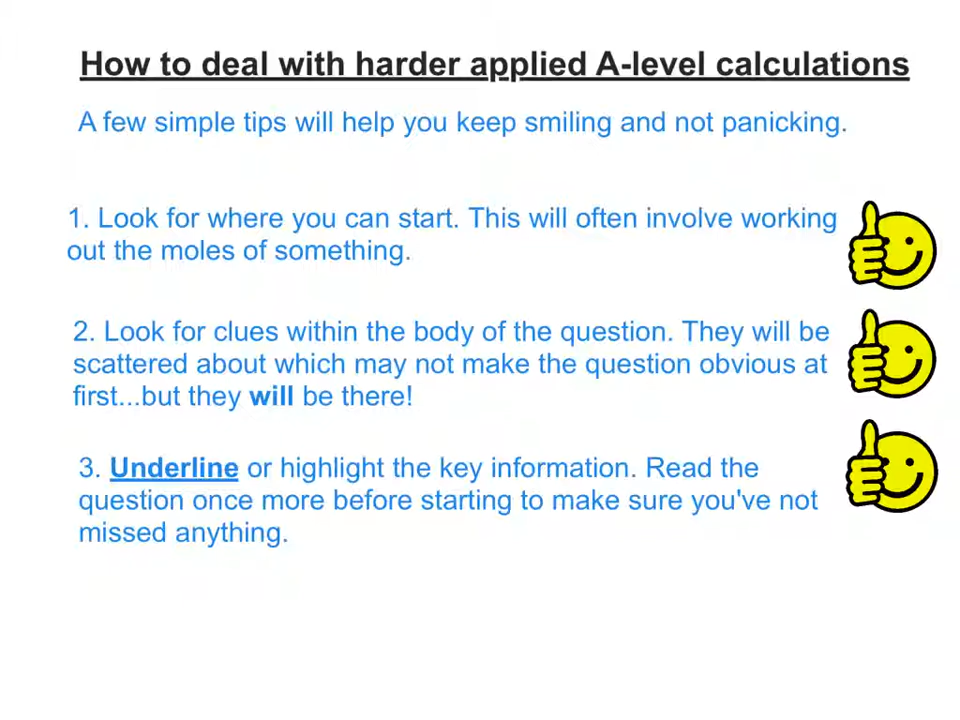 How to deal with harder applied A-level calculations
A few simple tips will help you keep smiling and not panicking.
1. Look for where you can start. This will often involve working
out the moles of something.
2. Look for clues within the body of the question. They will be
scattered about which may not make the question obvious at
first...but they will be there!
3. Underline or highlight the key information. Read the
question once more before starting to make sure you've not
missed anything.